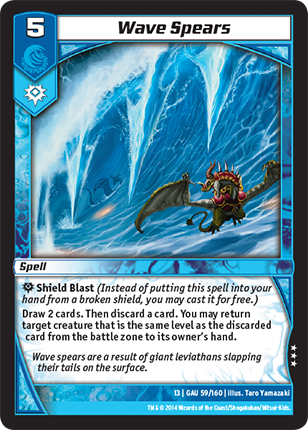 5
Wave Spears
Spell
Shield Blast (Instead of putting this spell into your
hand from a broken shield, you may cast it for free.)
Draw 2 cards. Then discard a card. You may return
target creature that is the same level as the discarded
card from the battle zone to its owner's hand.
Wave spears are a result of giant leviathans slapping
their tails on the surface.
13 | GAU 59/160 | illus. Taro Yamazaki
TM & © 2014 Wizards of the Coast/Shogakukan/Mitsui-Kids.